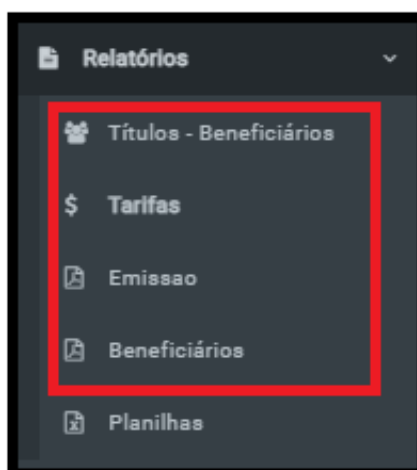 Relatórios
Títulos - Beneficiários
$ Tarifas
Emissao
Beneficiários
Planilhas